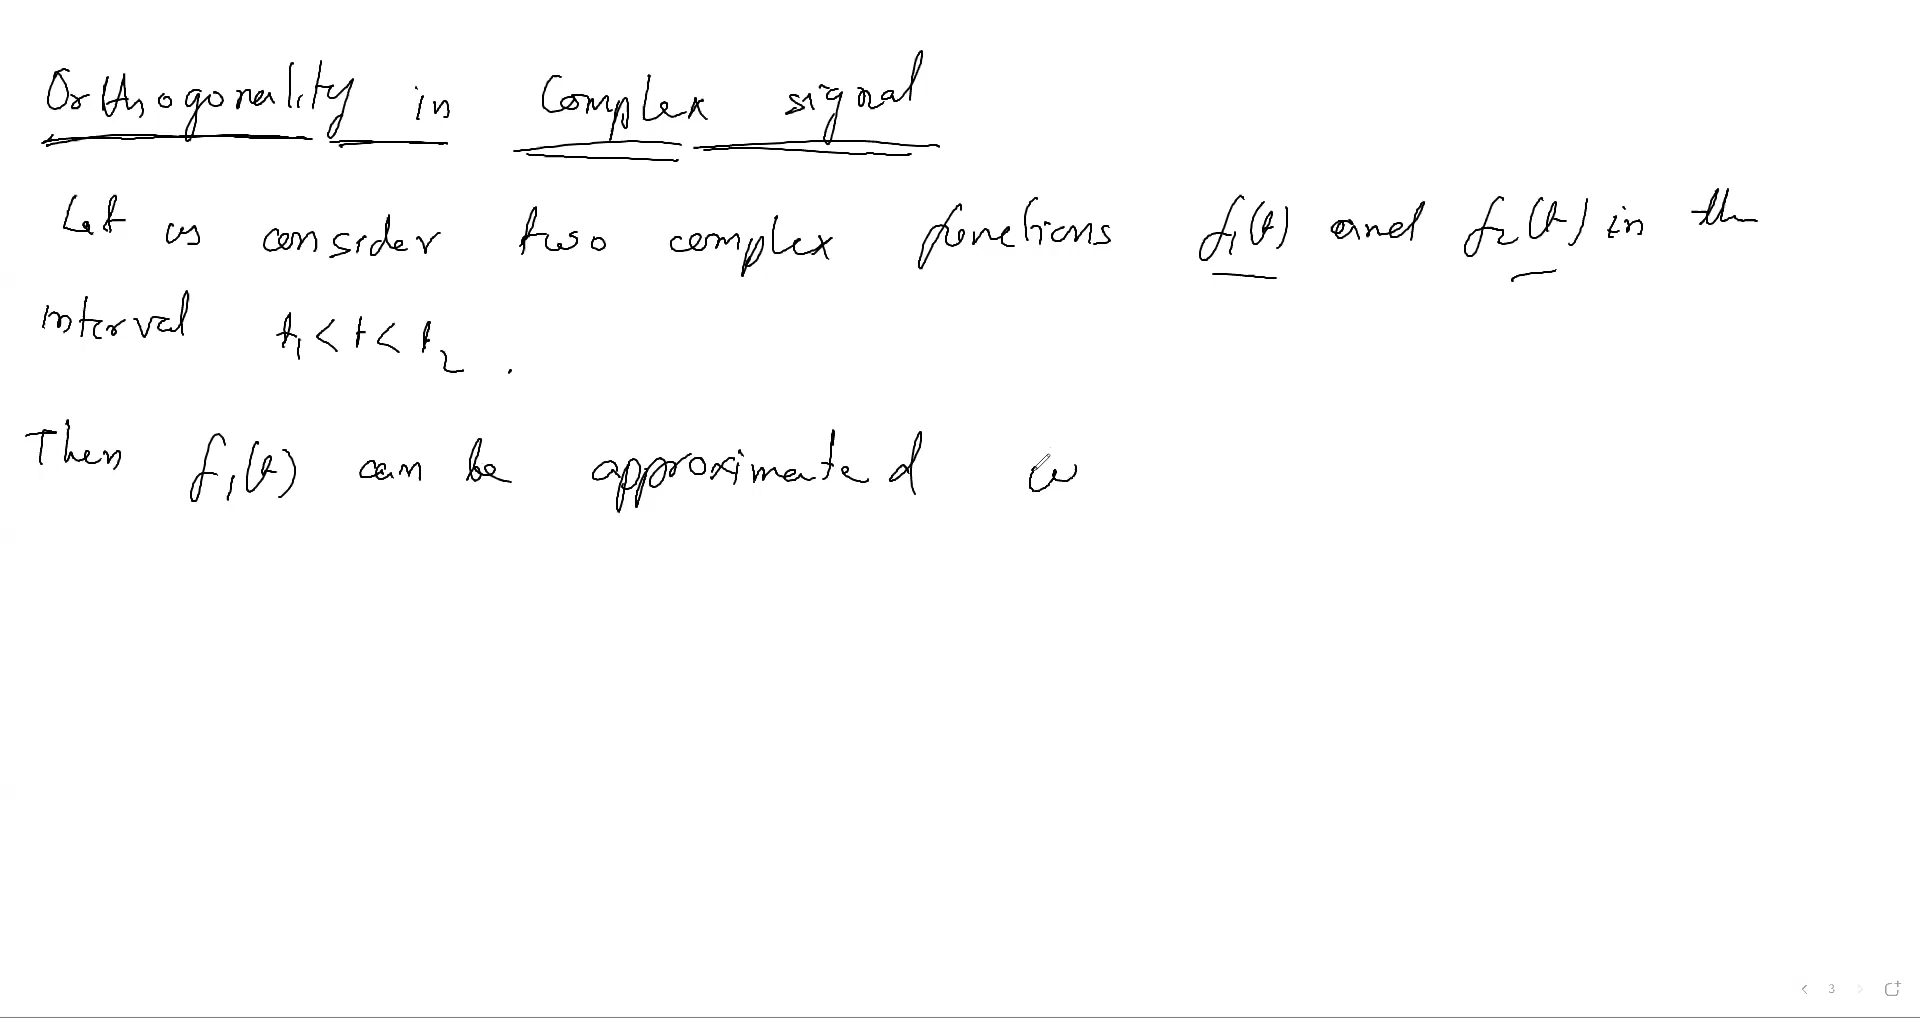 Orthogonality in Complex signal
Let us consider two complex functions f₁(t) and f₂(t) in the
interval t₁ < t < t₂ .
Then f₁(t) can be approximated
3